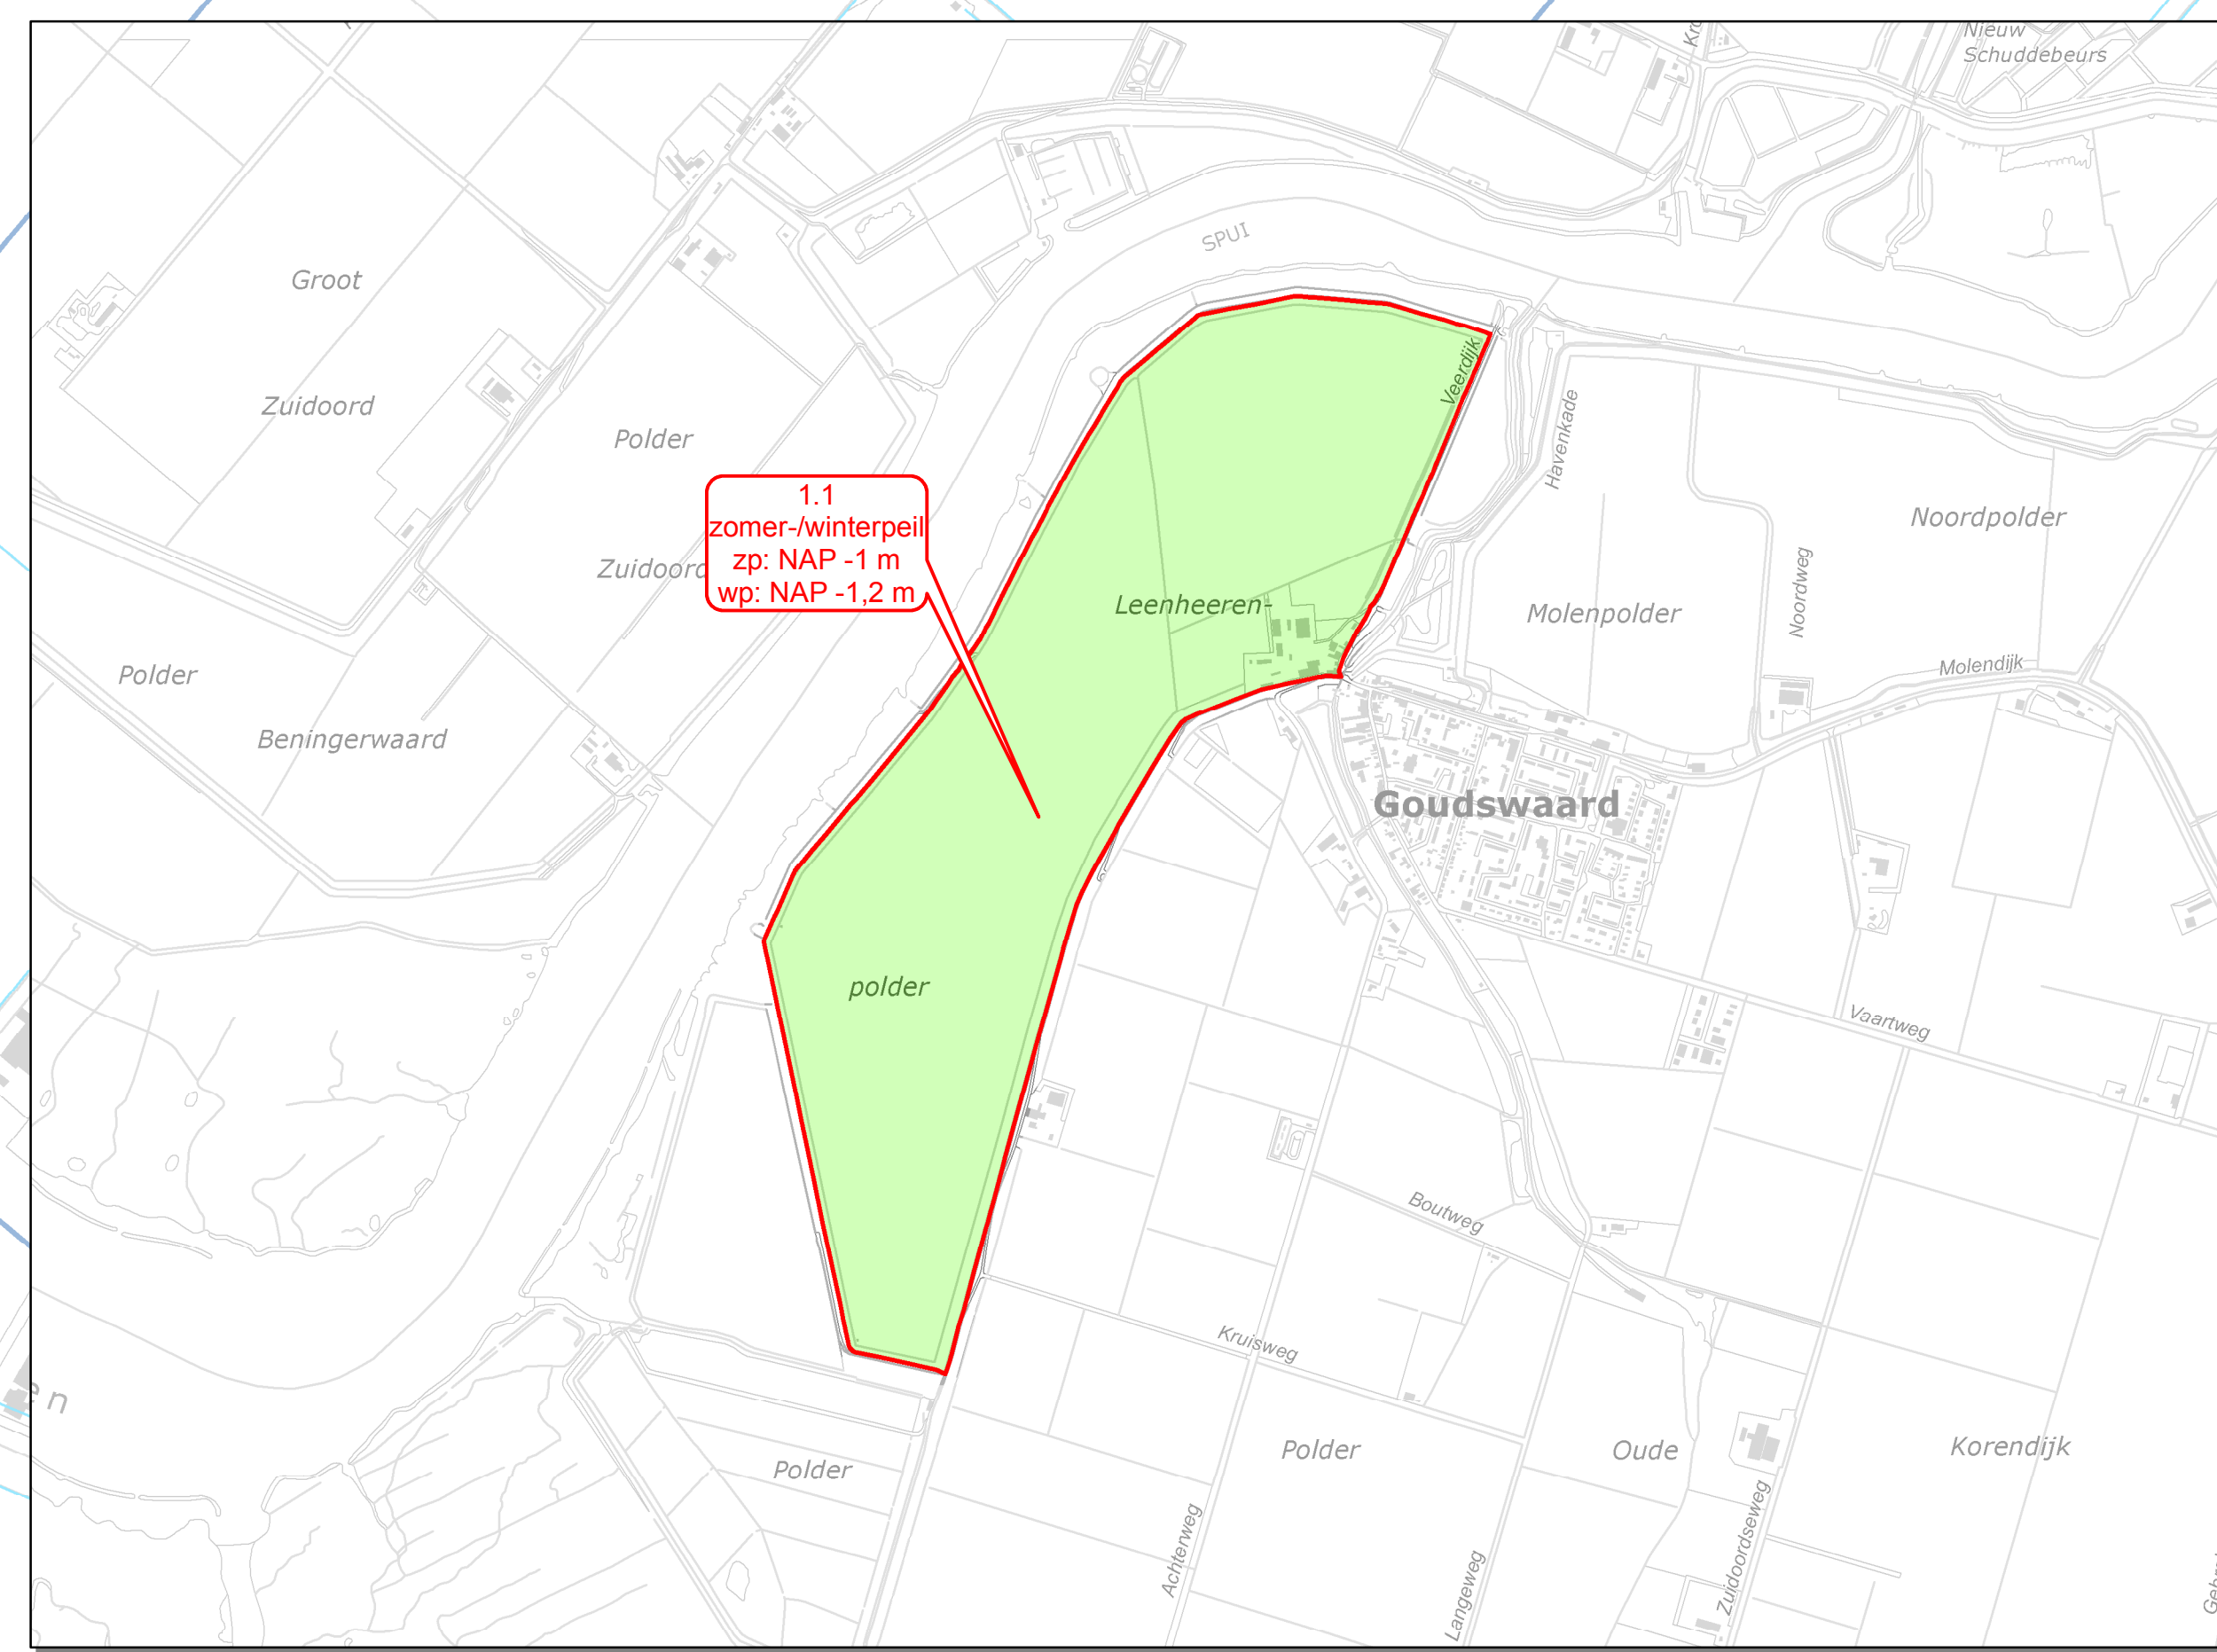 Nieuw
Schuddebeurs
SPUI
Groot
Zuidoord
Polder
Veerdijk
Havenkade
1.1
zomer-/winterpeil
zp: NAP -1 m
wp: NAP -1,2 m
Zuidoord
Noordpolder
Noordweg
Leenheeren-
Molenpolder
Molendijk
Polder
Beningerwaard
Goudswaard
polder
Vaartweg
Boutweg
Kruisweg
en
Polder
Polder
Oude
Korendijk
Achterweg
Langeweg
Zuidoordseweg